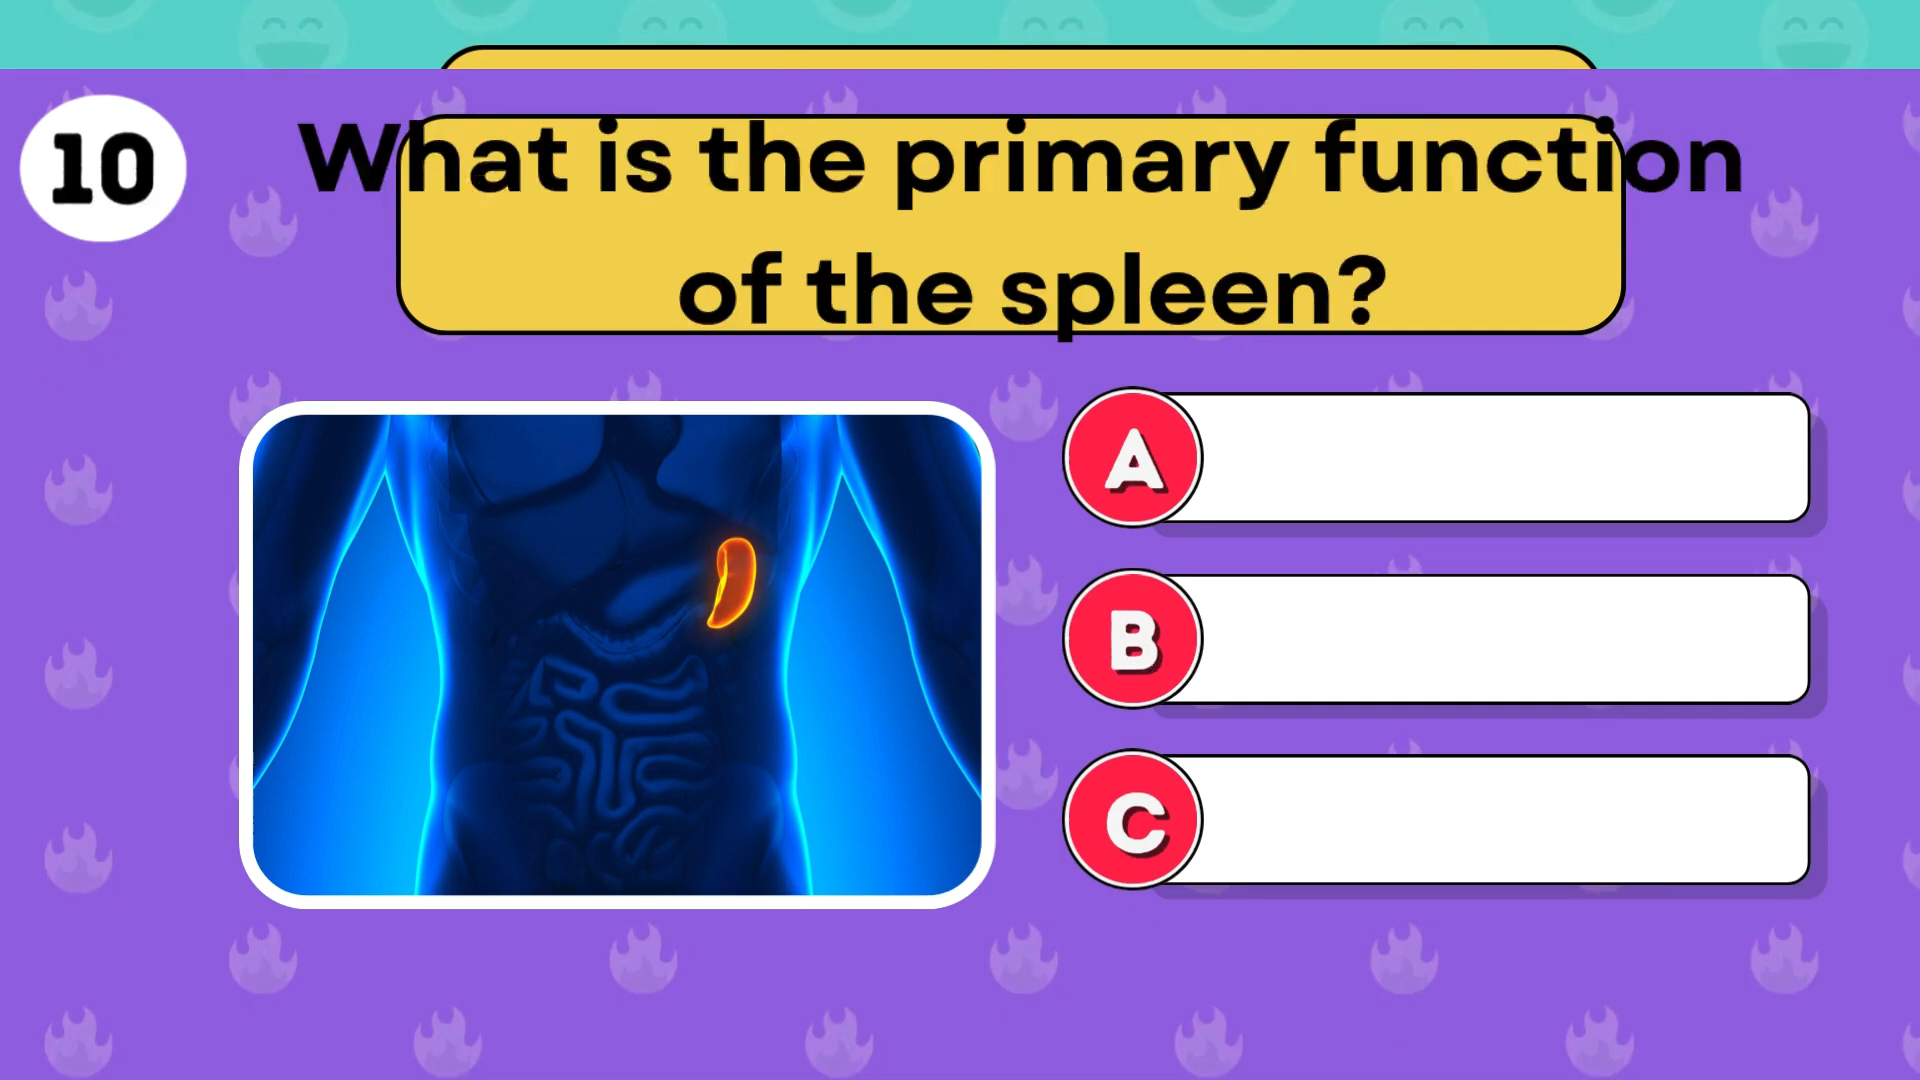 10
What is the primary function
of the spleen?
A
B
C